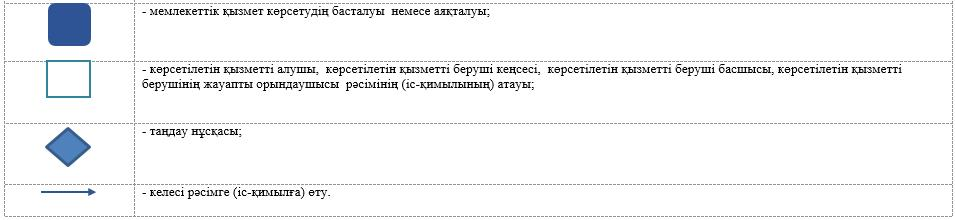 - мемлекеттік қызмет көрсетудің басталуы немесе аяқталуы;
- көрсетілетін қызметті алушы, көрсетілетін қызметті беруші кеңсесі, көрсетілетін қызметті беруші басшысы, көрсетілетін қызметті
берушінің жауапты орындаушысы рәсімінің (іс-қимылының) атауы;
- таңдау нұсқасы;
- келесі рәсімге (іс-қимылға) өту.